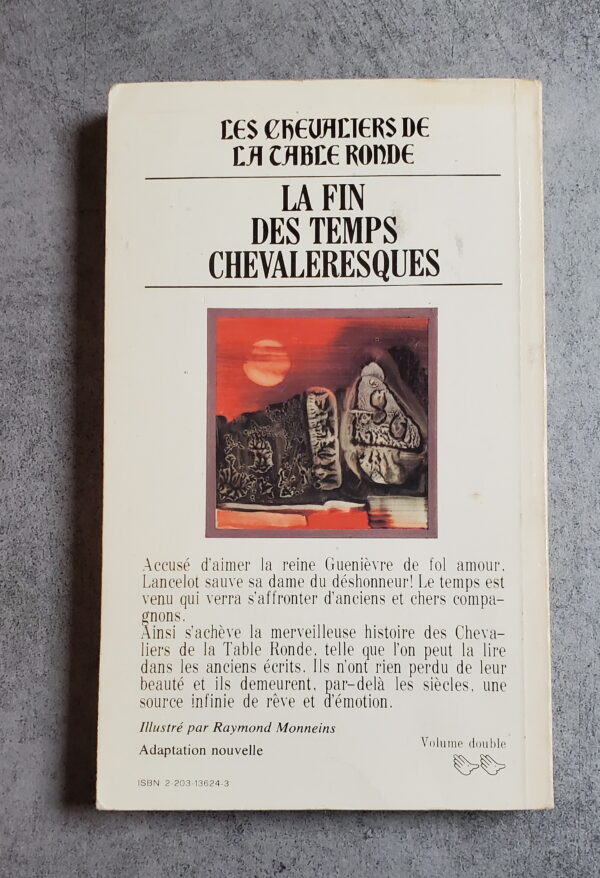 LES CHEVALIERS DE
LA TABLE RONDE
LA FIN
DES TEMPS
CHEVALERESQUES
Accusé d'aimer la reine Guenièvre de fol amour,
Lancelot sauve sa dame du déshonneur! Le temps est
venu qui verra s'affronter d'anciens et chers compa-
gnons.
Ainsi s'achève la merveilleuse histoire des Cheva-
liers de la Table Ronde, telle que l'on peut la lire
dans les anciens écrits. Ils n'ont rien perdu de leur
beauté et ils demeurent, par-delà les siècles, une
source infinie de rêve et d'émotion.
Illustré par Raymond Monneins
Adaptation nouvelle
Volume double
ISBN 2-203-13624-3